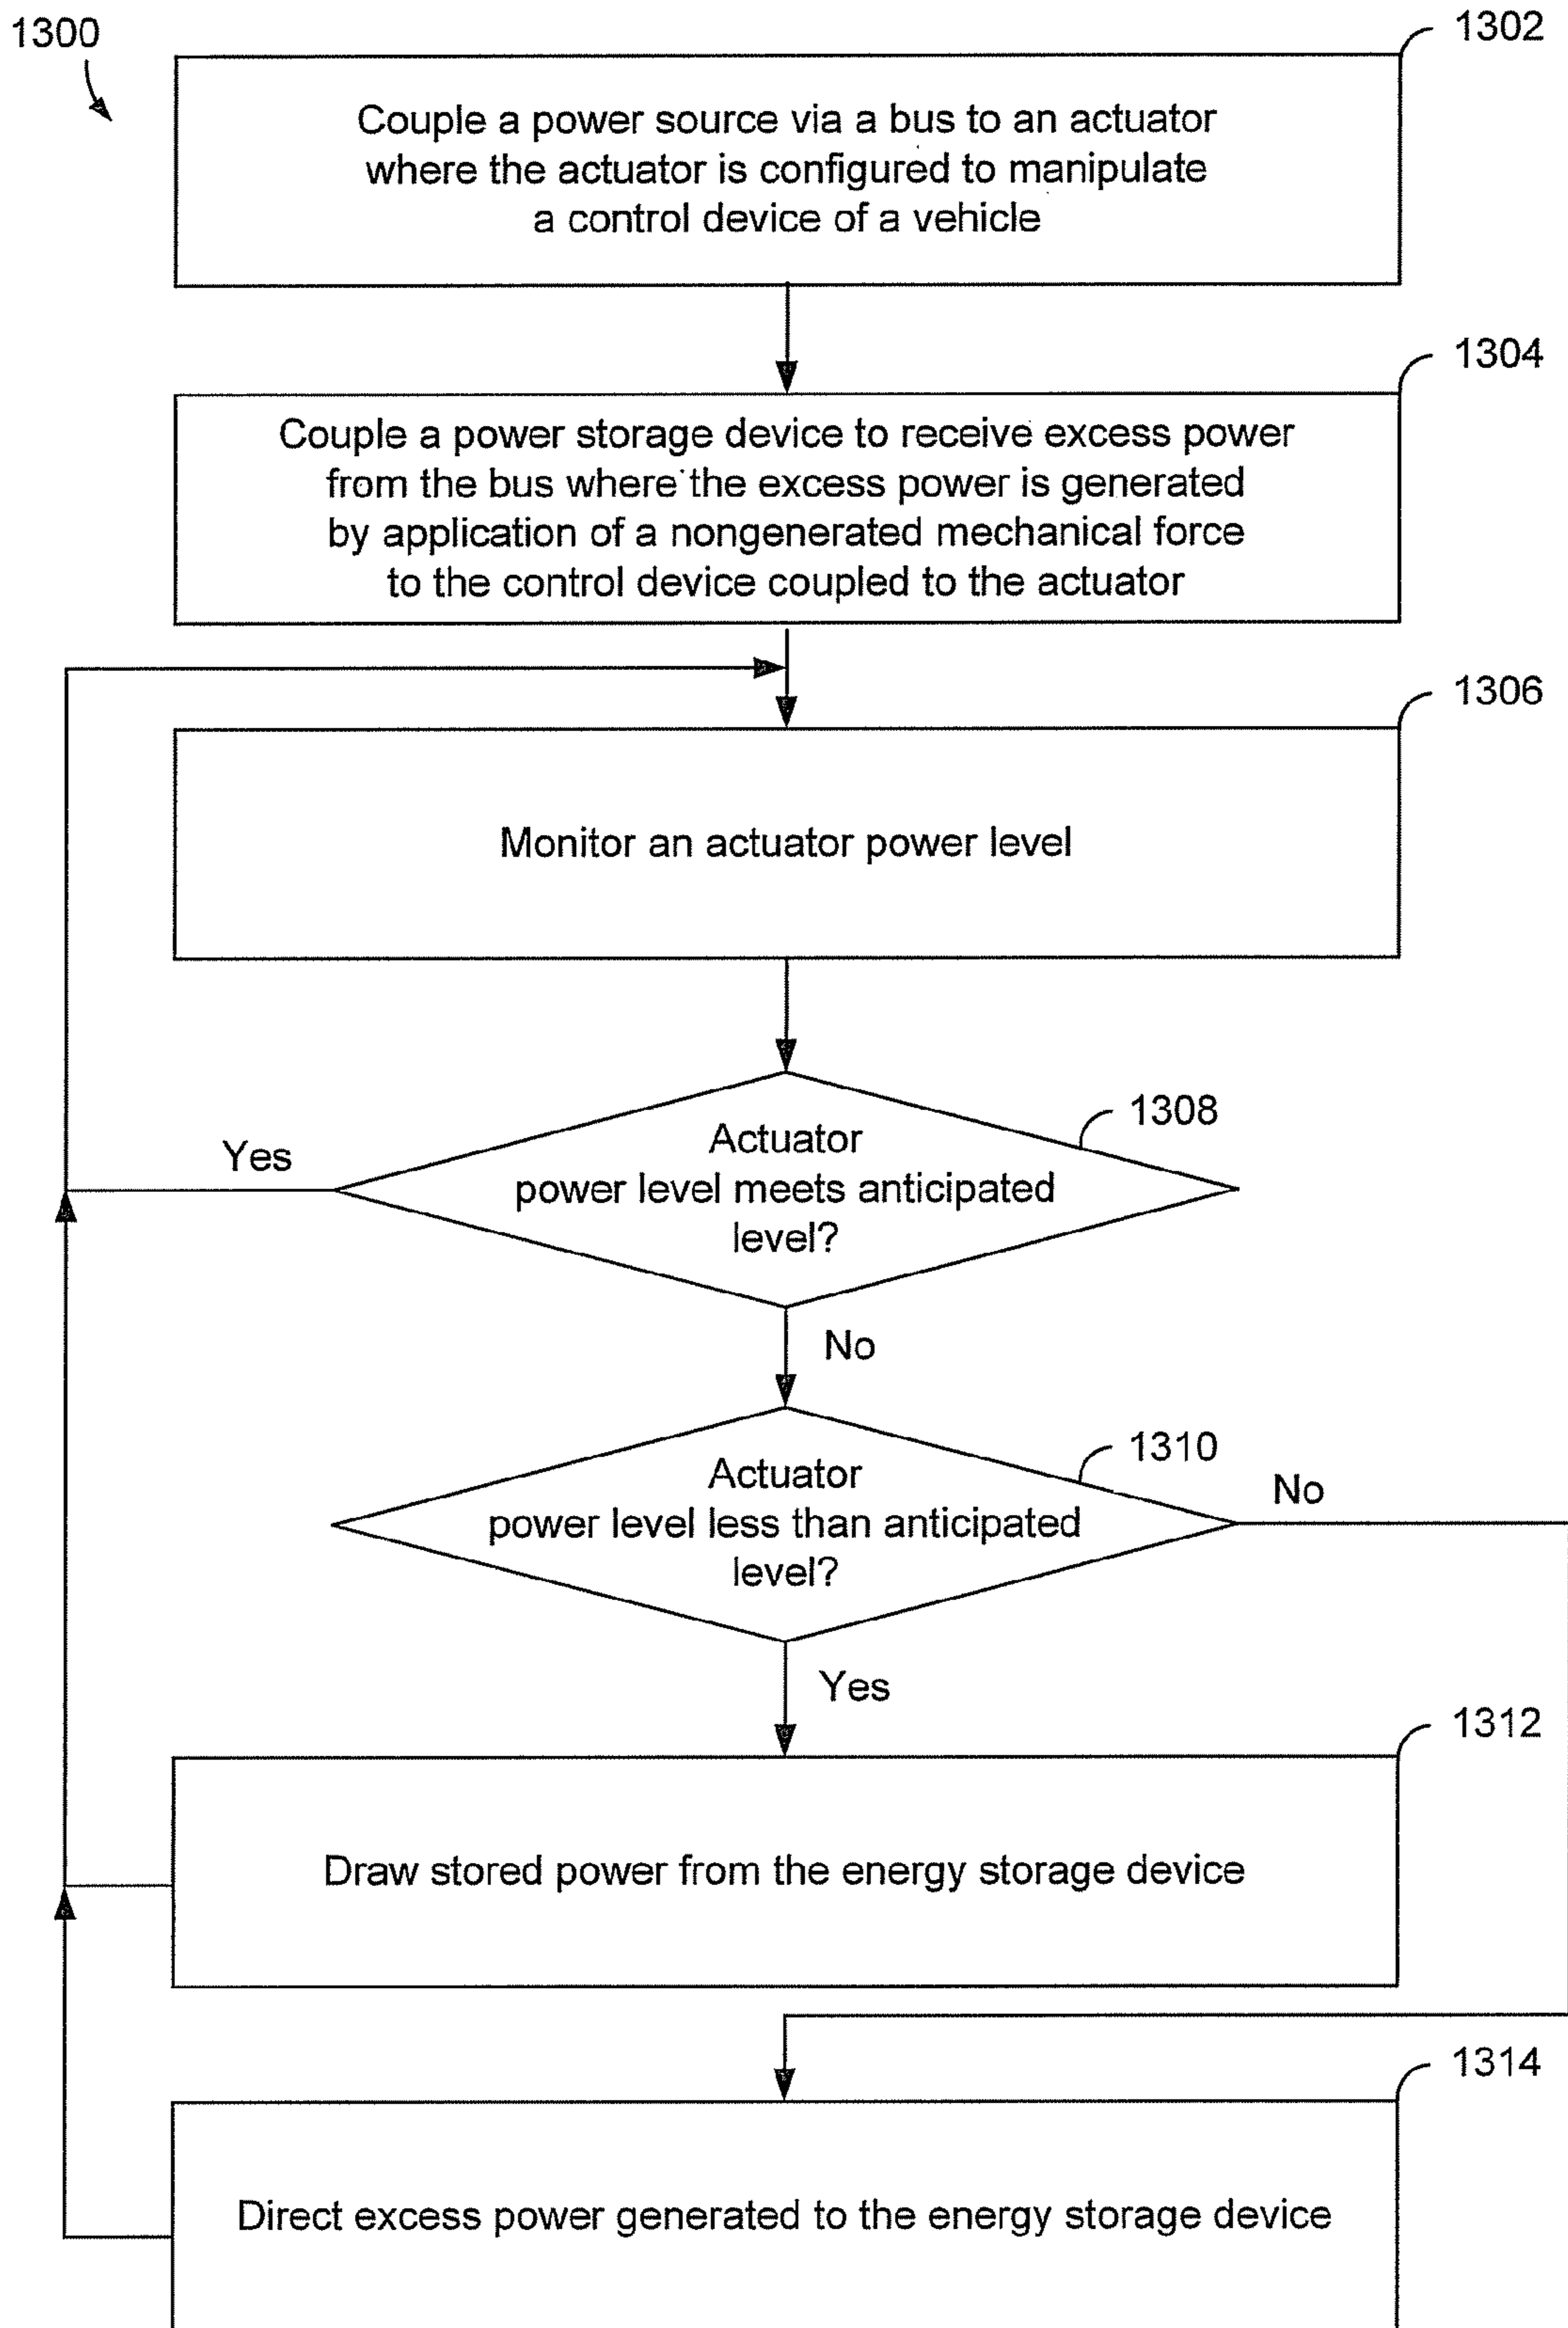 1300
1302
Couple a power source via a bus to an actuator
where the actuator is configured to manipulate
a control device of a vehicle
1304
Couple a power storage device to receive excess power
from the bus where the excess power is generated
by application of a nongenerated mechanical force
to the control device coupled to the actuator
1306
Monitor an actuator power level
1308
Yes
Actuator
power level meets anticipated
level?
No
1310
Actuator
power level less than anticipated
level?
No
Yes
1312
Draw stored power from the energy storage device
1314
Direct excess power generated to the energy storage device